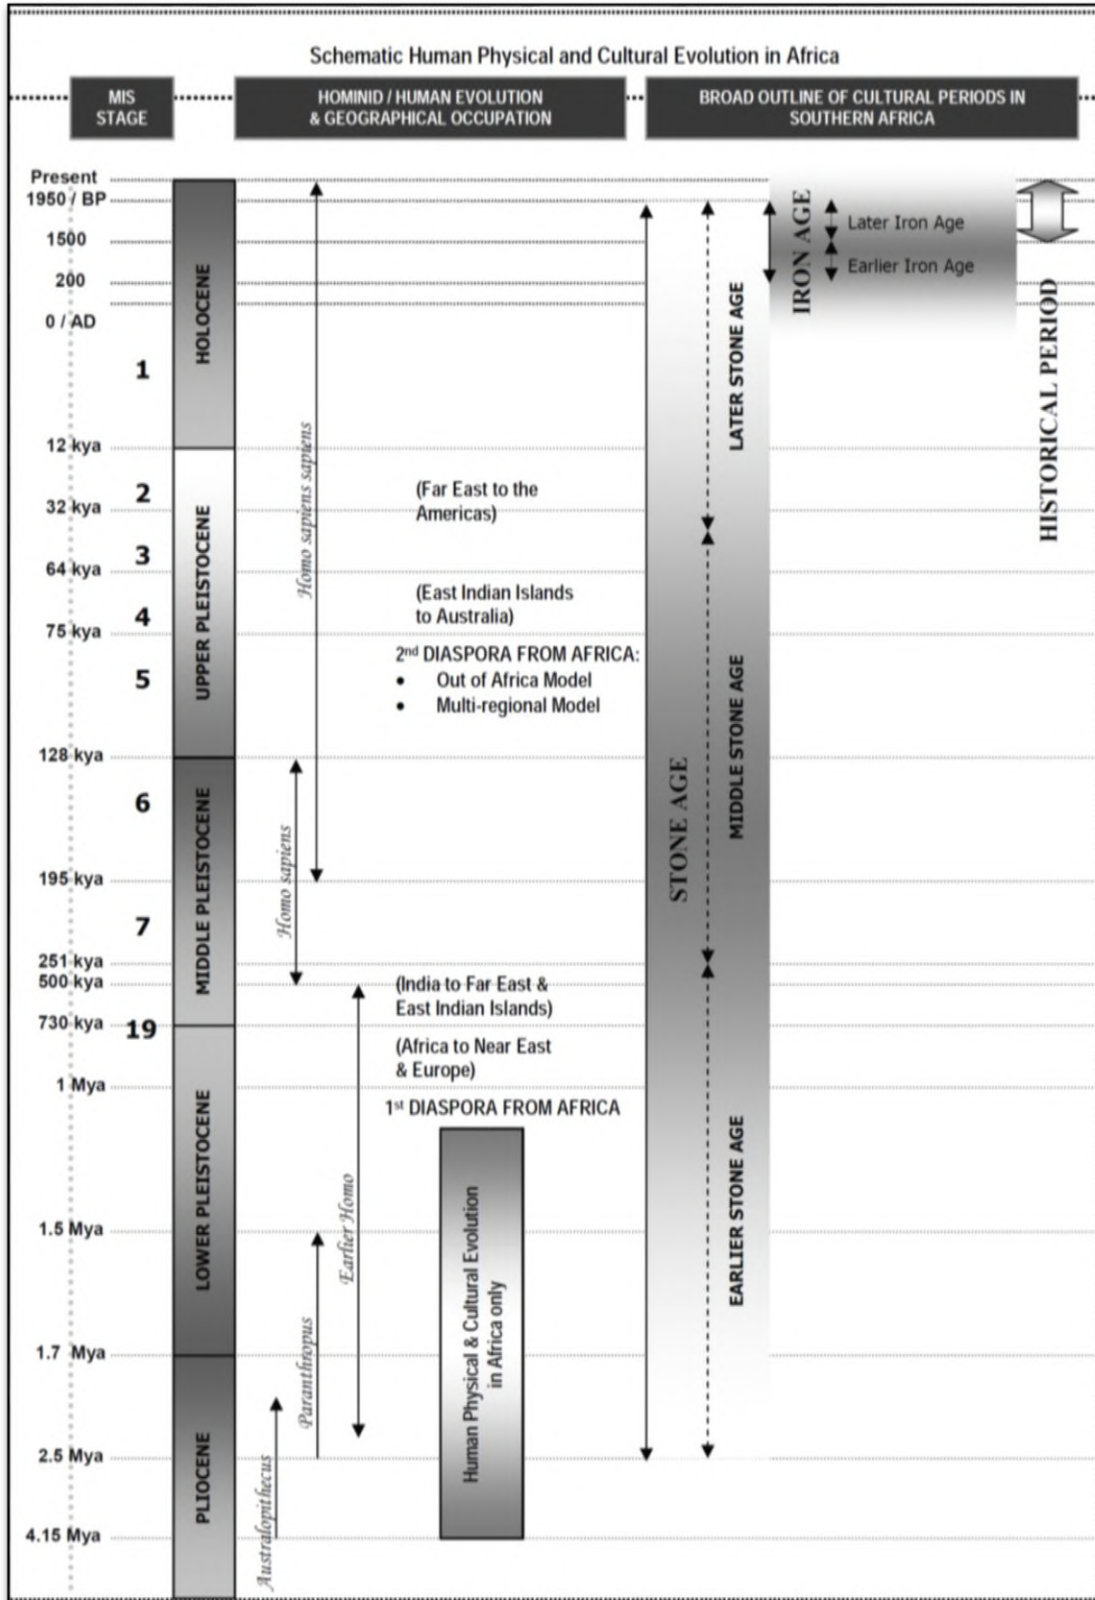 Schematic Human Physical and Cultural Evolution in Africa
MIS
STAGE
HOMINID / HUMAN EVOLUTION
& GEOGRAPHICAL OCCUPATION
BROAD OUTLINE OF CULTURAL PERIODS IN
SOUTHERN AFRICA
Present
1950 / BP
1500
200
0 / AD
12 kya
32 kya
64 kya
75 kya
128 kya
195 kya
251 kya
500 kya
730 kya
1 Mya
1.5 Mya
1.7 Mya
2.5 Mya
4.15 Mya
1
2
3
4
5
6
7
19
HOLOCENE
UPPER PLEISTOCENE
MIDDLE PLEISTOCENE
LOWER PLEISTOCENE
PLIOCENE
Homo sapiens sapiens
Homo sapiens
Earlier Homo
Paranthropus
Australopithecus
(Far East to the
Americas)
(East Indian Islands
to Australia)
2nd DIASPORA FROM AFRICA:
• Out of Africa Model
• Multi-regional Model
(India to Far East &
East Indian Islands)
(Africa to Near East
& Europe)
1st DIASPORA FROM AFRICA
Human Physical & Cultural Evolution
in Africa only
STONE AGE
LATER STONE AGE
MIDDLE STONE AGE
EARLIER STONE AGE
IRON AGE
Later Iron Age
Earlier Iron Age
HISTORICAL PERIOD